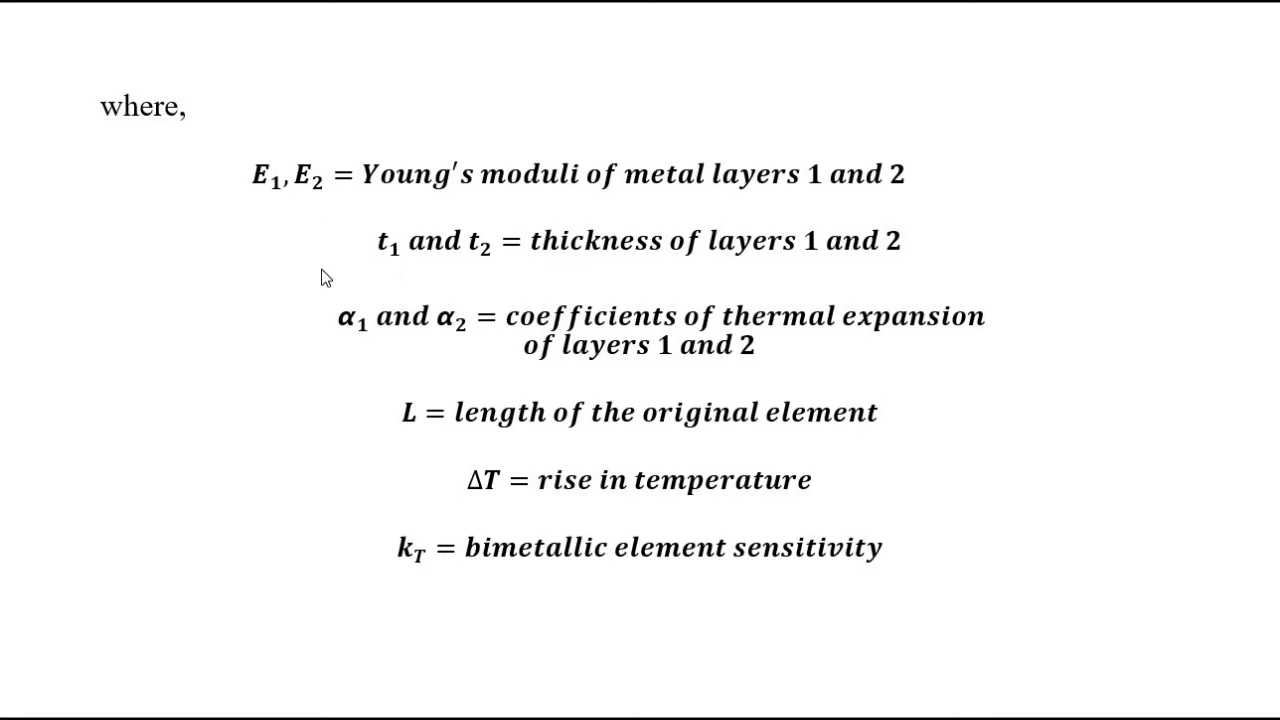 where,
E₁, E₂ = Young's moduli of metal layers 1 and 2
t₁ and t₂ = thickness of layers 1 and 2
α₁ and α₂ = coefficients of thermal expansion
of layers 1 and 2
L = length of the original element
ΔT = rise in temperature
k_T = bimetallic element sensitivity